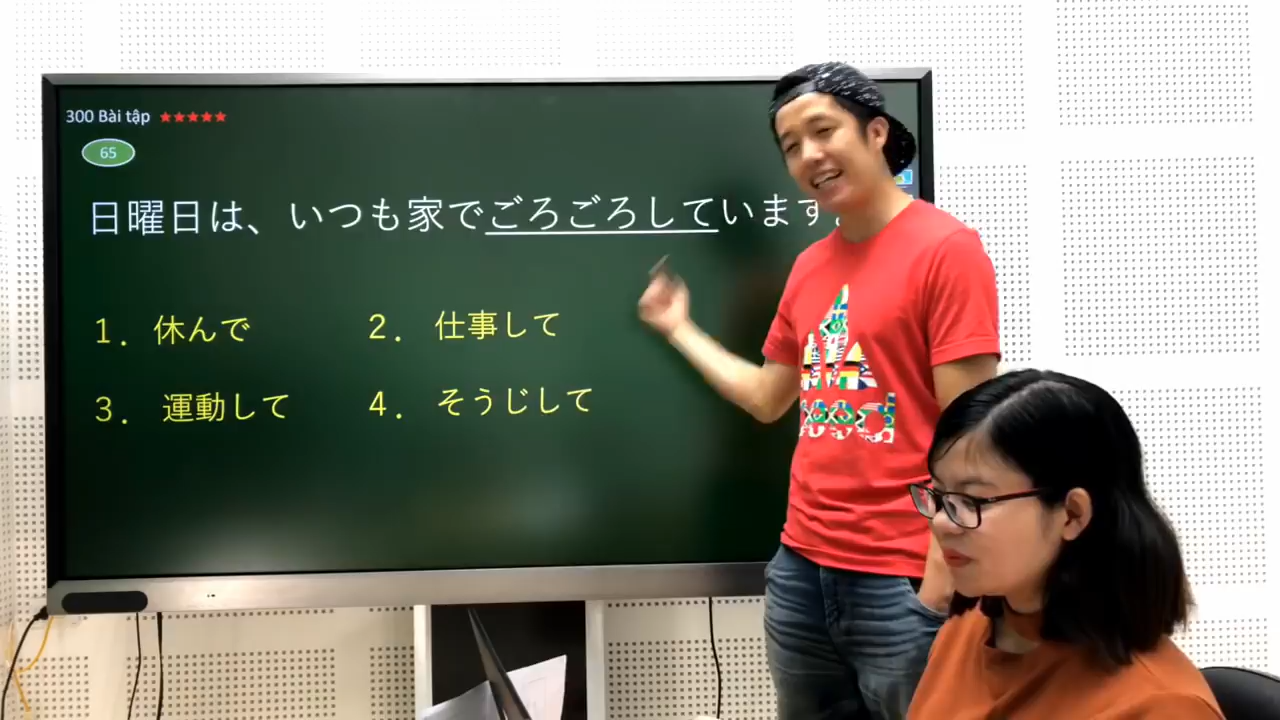 300 Bài tập ★★★★★
65
日曜日は、いつも家でごろごろしています。
1. 休んで 2. 仕事して
3. 運動して 4. そうじして